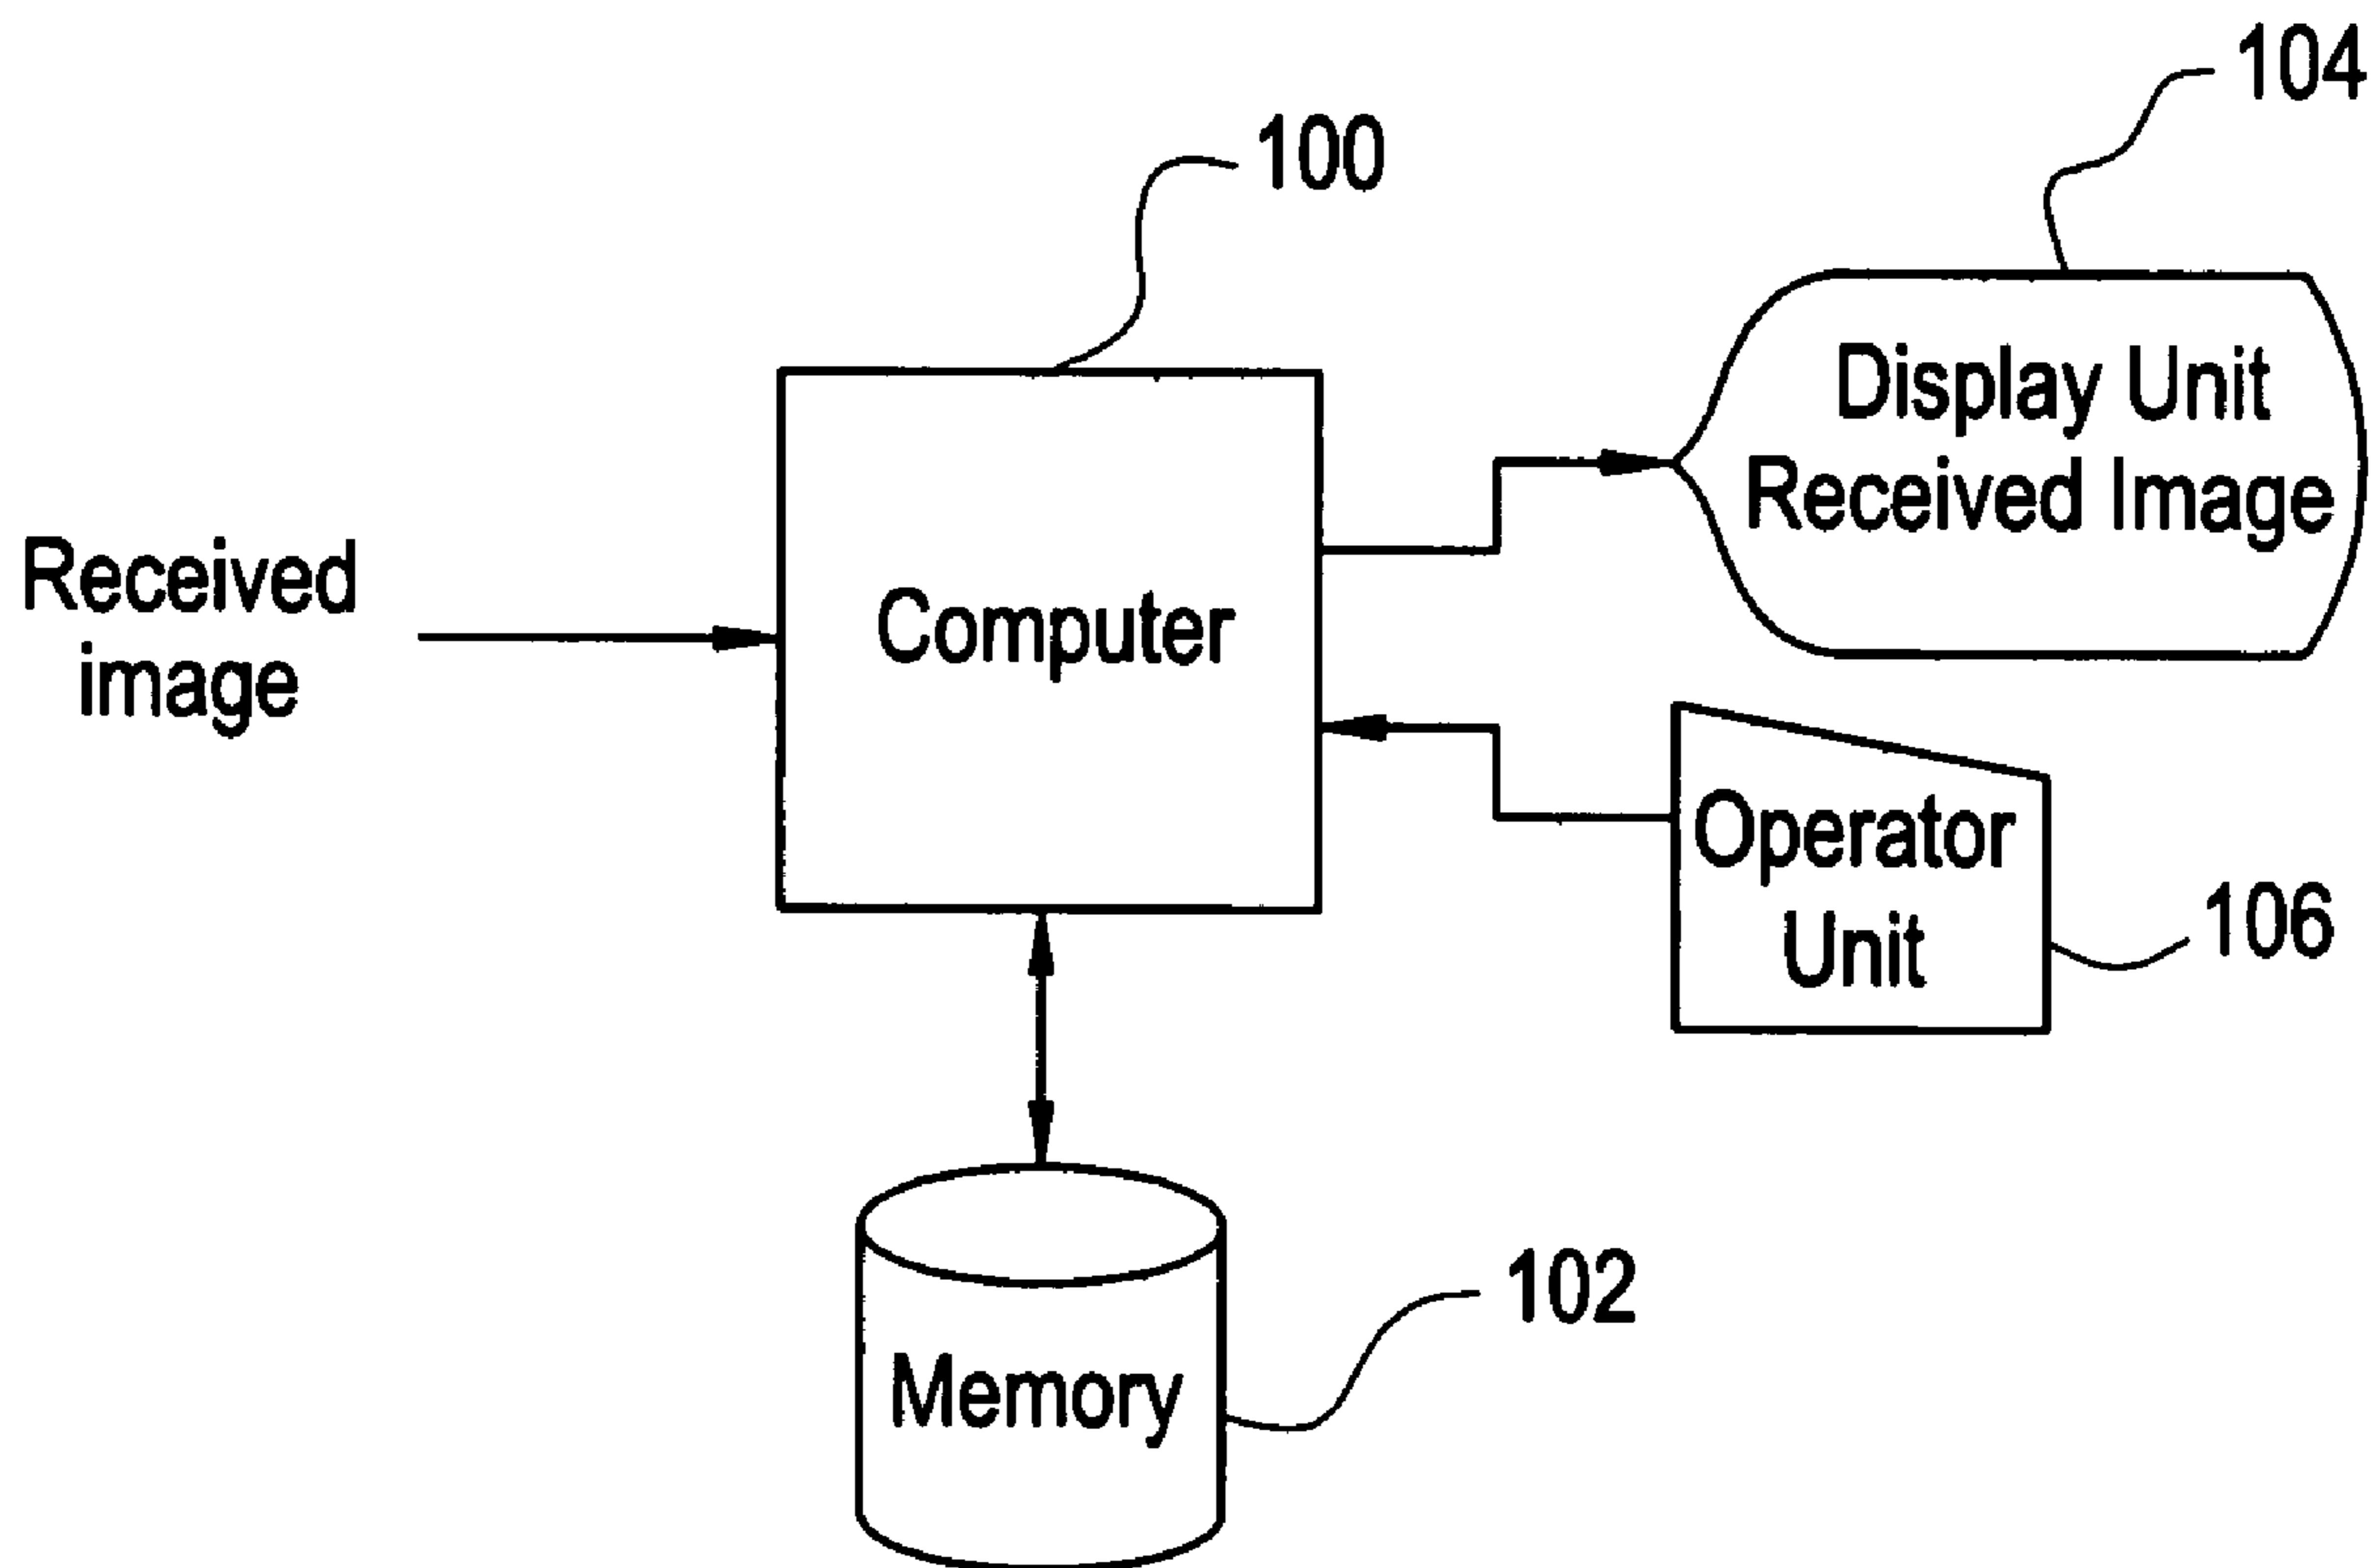 104
100
Display Unit
Received Image
Received
image
Computer
Operator
Unit
106
102
Memory